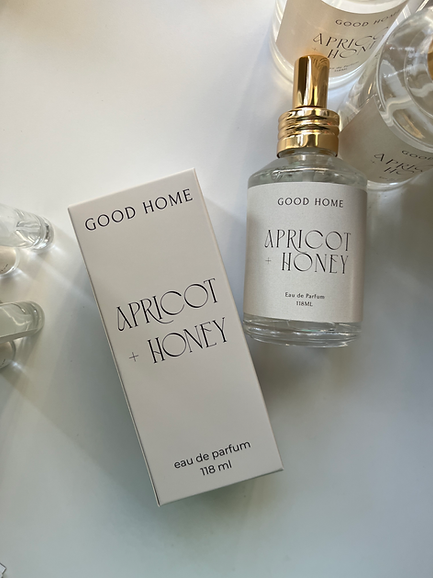 GOOD HOME
APRICOT
+ HONEY
eau de parfum
118 ml
GOOD HOME
APRICOT
+ HONEY
Eau de Parfum
118ML
GOOD HOME